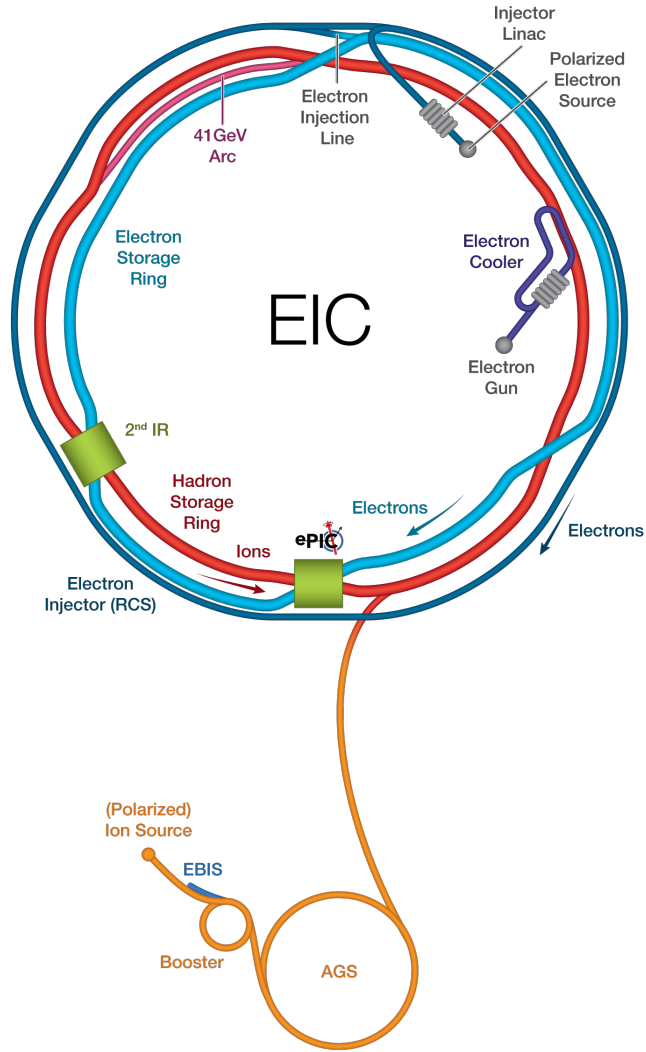 Injector
Linac
Polarized
Electron
Source
Electron
Injection
Line
41GeV
Arc
Electron
Storage
Ring
Electron
Cooler
EIC
Electron
Gun
2nd IR
Hadron
Storage
Ring
Electrons
Electrons
ePIC
Ions
Electron
Injector (RCS)
(Polarized)
Ion Source
EBIS
Booster
AGS